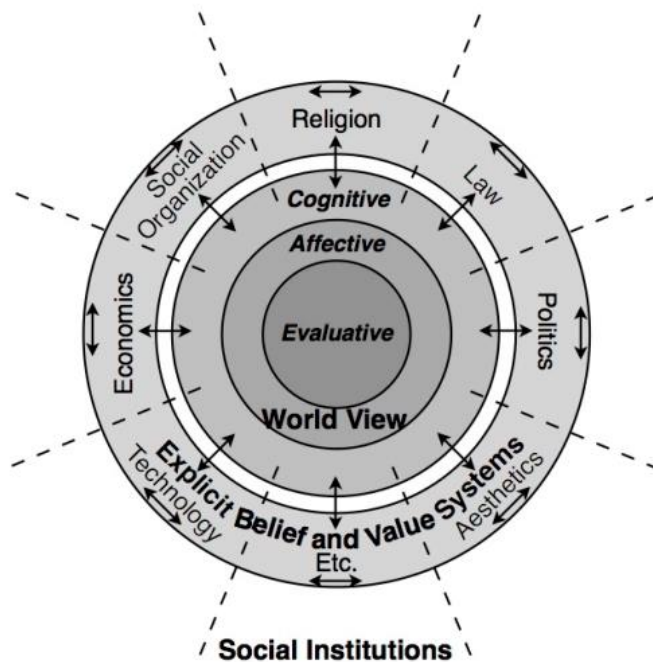 Religion
Social
Organization
Law
Cognitive
Affective
Economics
Evaluative
Politics
World View
Explicit Belief and Value Systems
Technology
Aesthetics
Etc.
Social Institutions